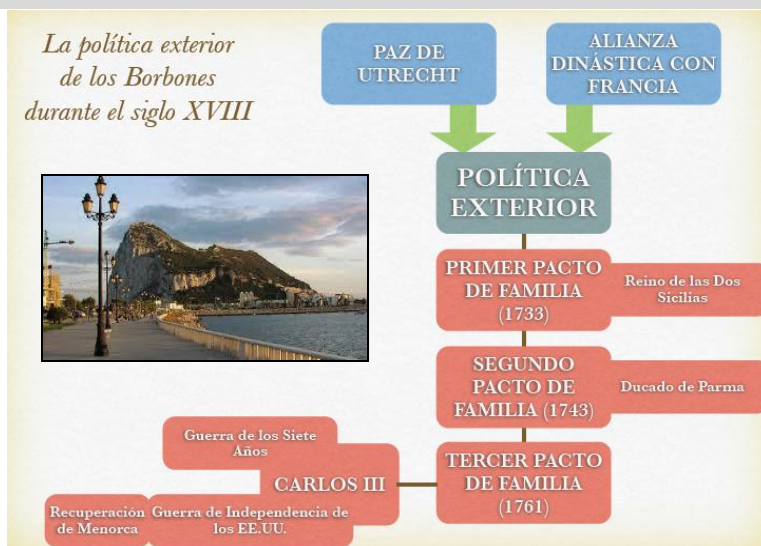 La política exterior
de los Borbones
durante el siglo XVIII
PAZ DE
UTRECHT
ALIANZA
DINÁSTICA CON
FRANCIA
POLÍTICA
EXTERIOR
PRIMER PACTO
DE FAMILIA
(1733)
Reino de las Dos
Sicilias
SEGUNDO
PACTO DE
FAMILIA (1743)
Ducado de Parma
TERCER PACTO
DE FAMILIA
(1761)
CARLOS III
Guerra de los Siete
Años
Guerra de Independencia de
los EE.UU.
Recuperación
de Menorca